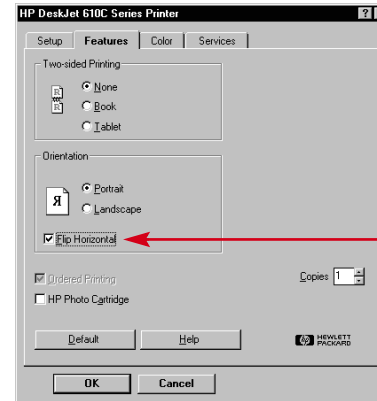 HP DeskJet 610C Series Printer ?
Setup Features Color Services
Two-sided Printing
R
R
None
Book
Tablet
Orientation
Я
Portrait
Landscape
Flip Horizontal
Ordered Printing
Copies 1
HP Photo Cartridge
Default Help
hp HEWLETT
PACKARD
OK Cancel